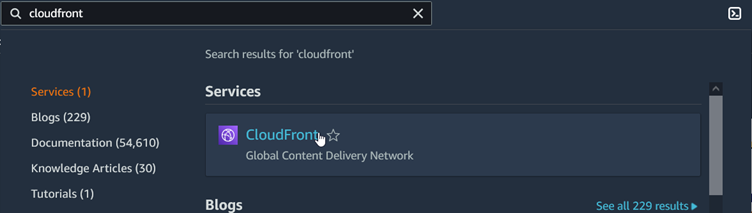 cloudfront
Search results for 'cloudfront'
Services (1)
Blogs (229)
Documentation (54,610)
Knowledge Articles (30)
Tutorials (1)
Services
CloudFront
Global Content Delivery Network
Blogs
See all 229 results